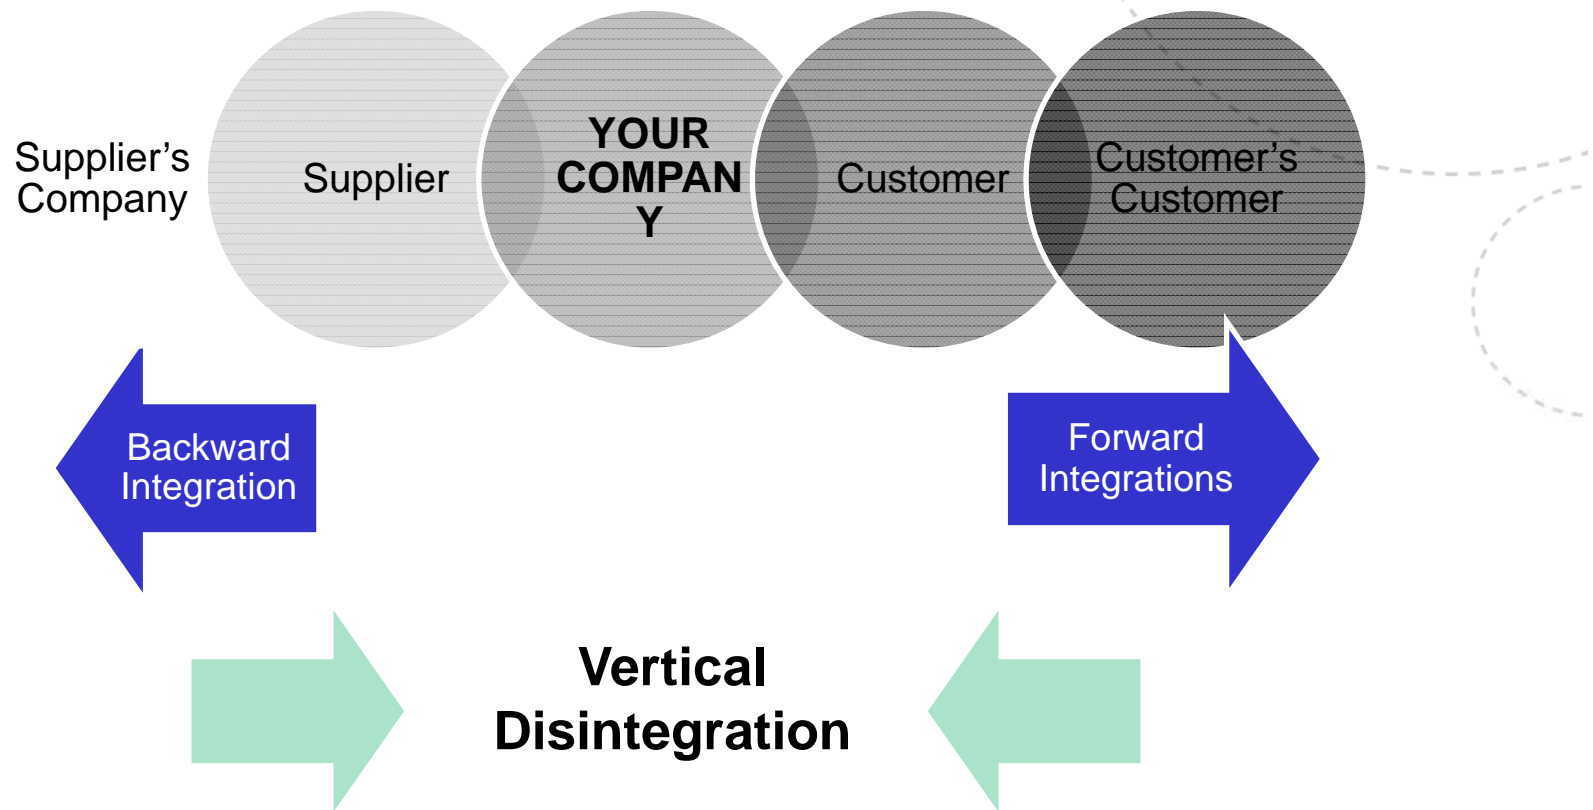 Supplier’s
Company
Supplier
YOUR
COMPAN
Y
Customer
Customer’s
Customer
Backward
Integration
Forward
Integrations
Vertical
Disintegration